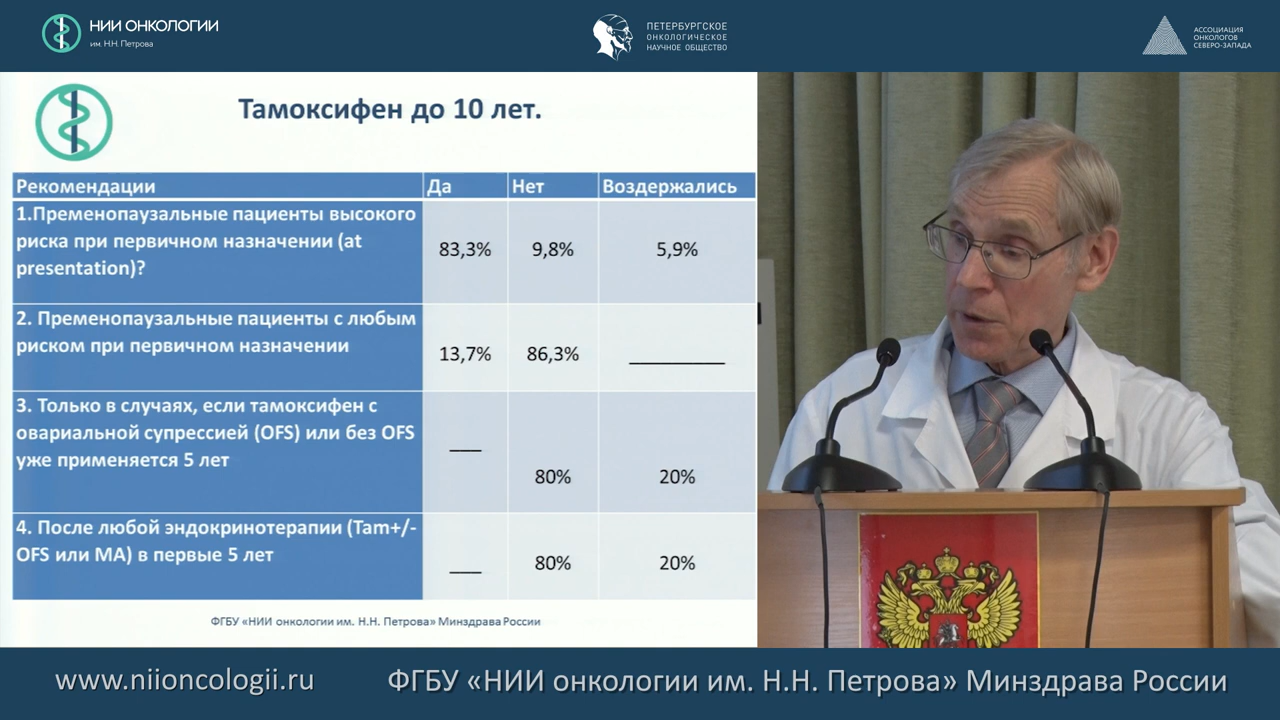 НИИ ОНКОЛОГИИ
им. Н.Н. Петрова
ПЕТЕРБУРГСКОЕ
ОНКОЛОГИЧЕСКОЕ
НАУЧНОЕ ОБЩЕСТВО
АССОЦИАЦИЯ
ОНКОЛОГОВ
СЕВЕРО-ЗАПАДА
Тамоксифен до 10 лет.
Рекомендации Да Нет Воздержались
1.Пременопаузальные пациенты высокого
риска при первичном назначении (at
presentation)?
83,3% 9,8% 5,9%
2. Пременопаузальные пациенты с любым
риском при первичном назначении
13,7% 86,3% __________
3. Только в случаях, если тамоксифен с
овариальной супрессией (OFS) или без OFS
уже применяется 5 лет
___ 80% 20%
4. После любой эндокринотерапии (Tam+/-
OFS или МА) в первые 5 лет
___ 80% 20%
ФГБУ «НИИ онкологии им. Н.Н. Петрова» Минздрава России
www.niioncologii.ru ФГБУ «НИИ онкологии им. Н.Н. Петрова» Минздрава России